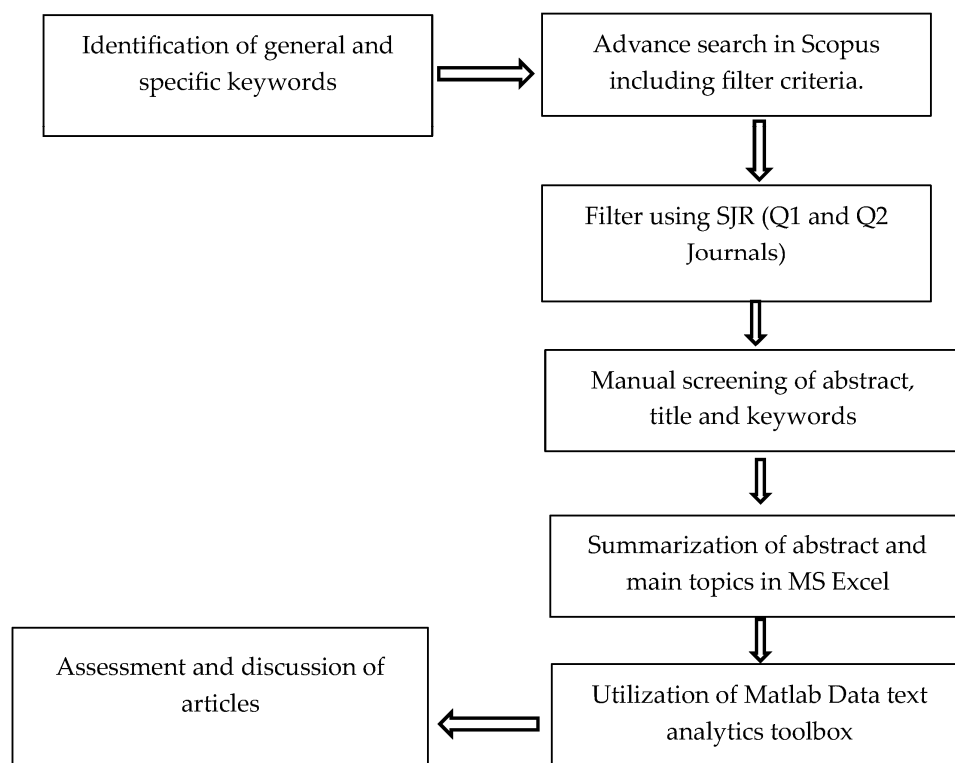 Identification of general and
specific keywords
Advance search in Scopus
including filter criteria.
Filter using SJR (Q1 and Q2
Journals)
Manual screening of abstract,
title and keywords
Summarization of abstract and
main topics in MS Excel
Utilization of Matlab Data text
analytics toolbox
Assessment and discussion of
articles